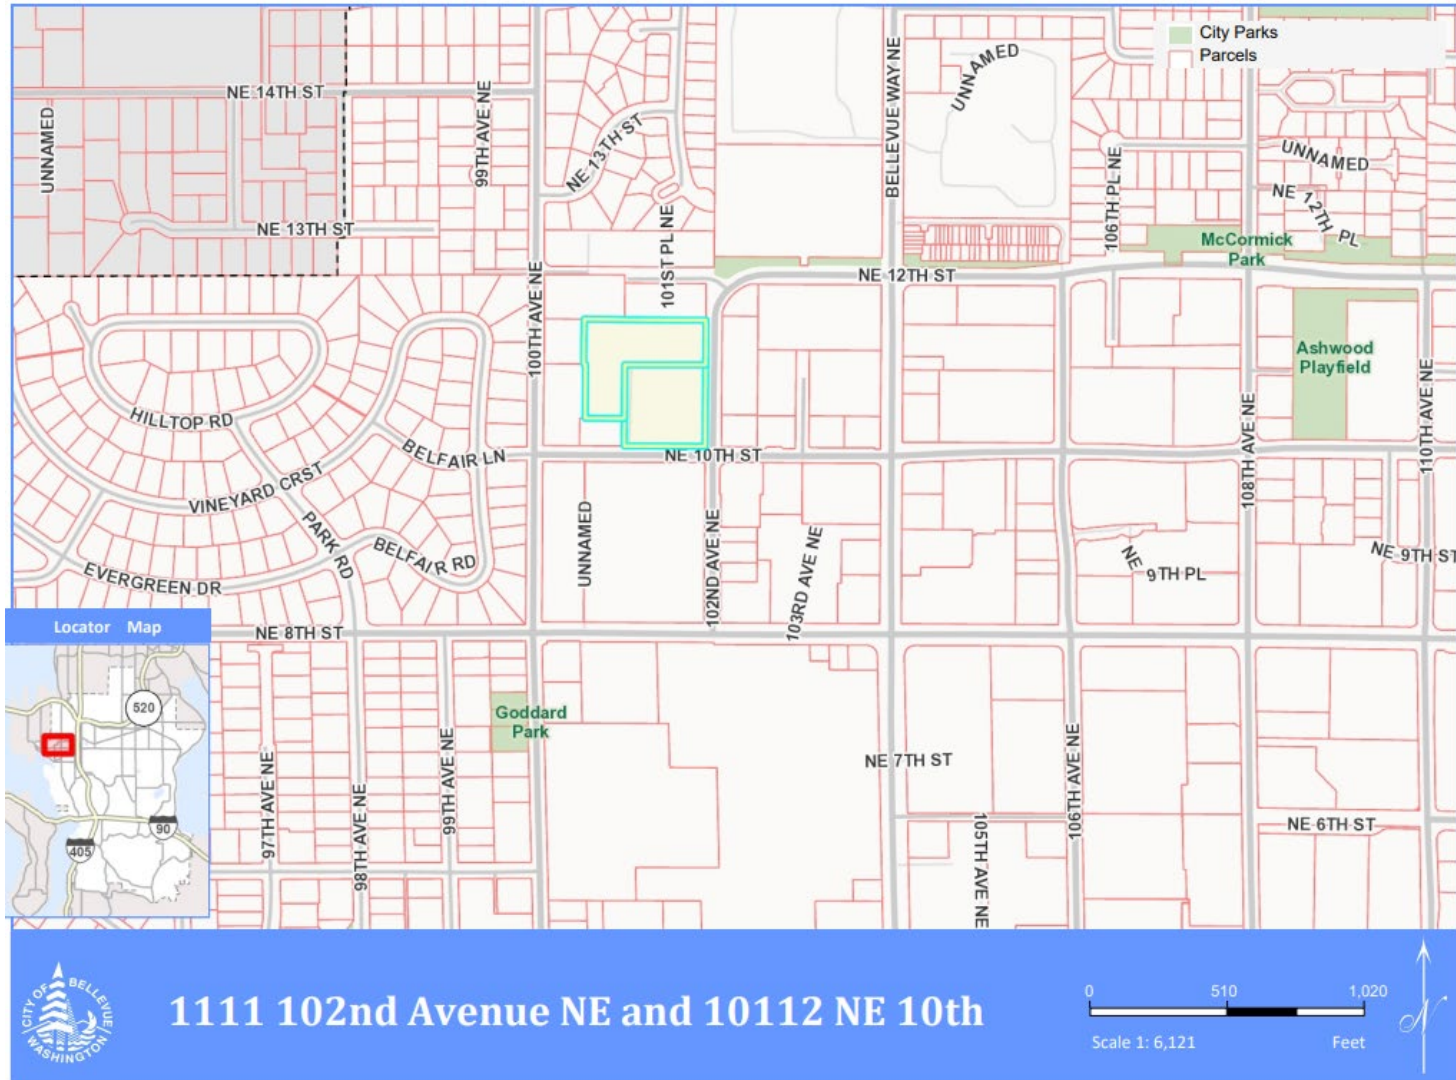 City Parks
Parcels
UNNAMED
NE 14TH ST
99TH AVE NE
NE 13TH ST
BELLEVUE WAY NE
UNNAMED
106TH PL NE
UNNAMED
NE 12TH PL
NE 13TH ST
101ST PL NE
McCormick
Park
100TH AVE NE
NE 12TH ST
Ashwood
Playfield
HILLTOP RD
BELFAIR LN
NE 10TH ST
108TH AVE NE
110TH AVE NE
VINEYARD CRST
PARK RD
BELFAIR RD
EVERGREEN DR
UNNAMED
102ND AVE NE
103RD AVE NE
NE 9TH PL
NE 9TH ST
Locator Map
NE 8TH ST
520
90
405
Goddard
Park
97TH AVE NE
98TH AVE NE
99TH AVE NE
NE 7TH ST
105TH AVE NE
106TH AVE NE
NE 6TH ST
CITY OF BELLEVUE
WASHINGTON
1111 102nd Avenue NE and 10112 NE 10th
0 510 1,020
Scale 1: 6,121 Feet
N